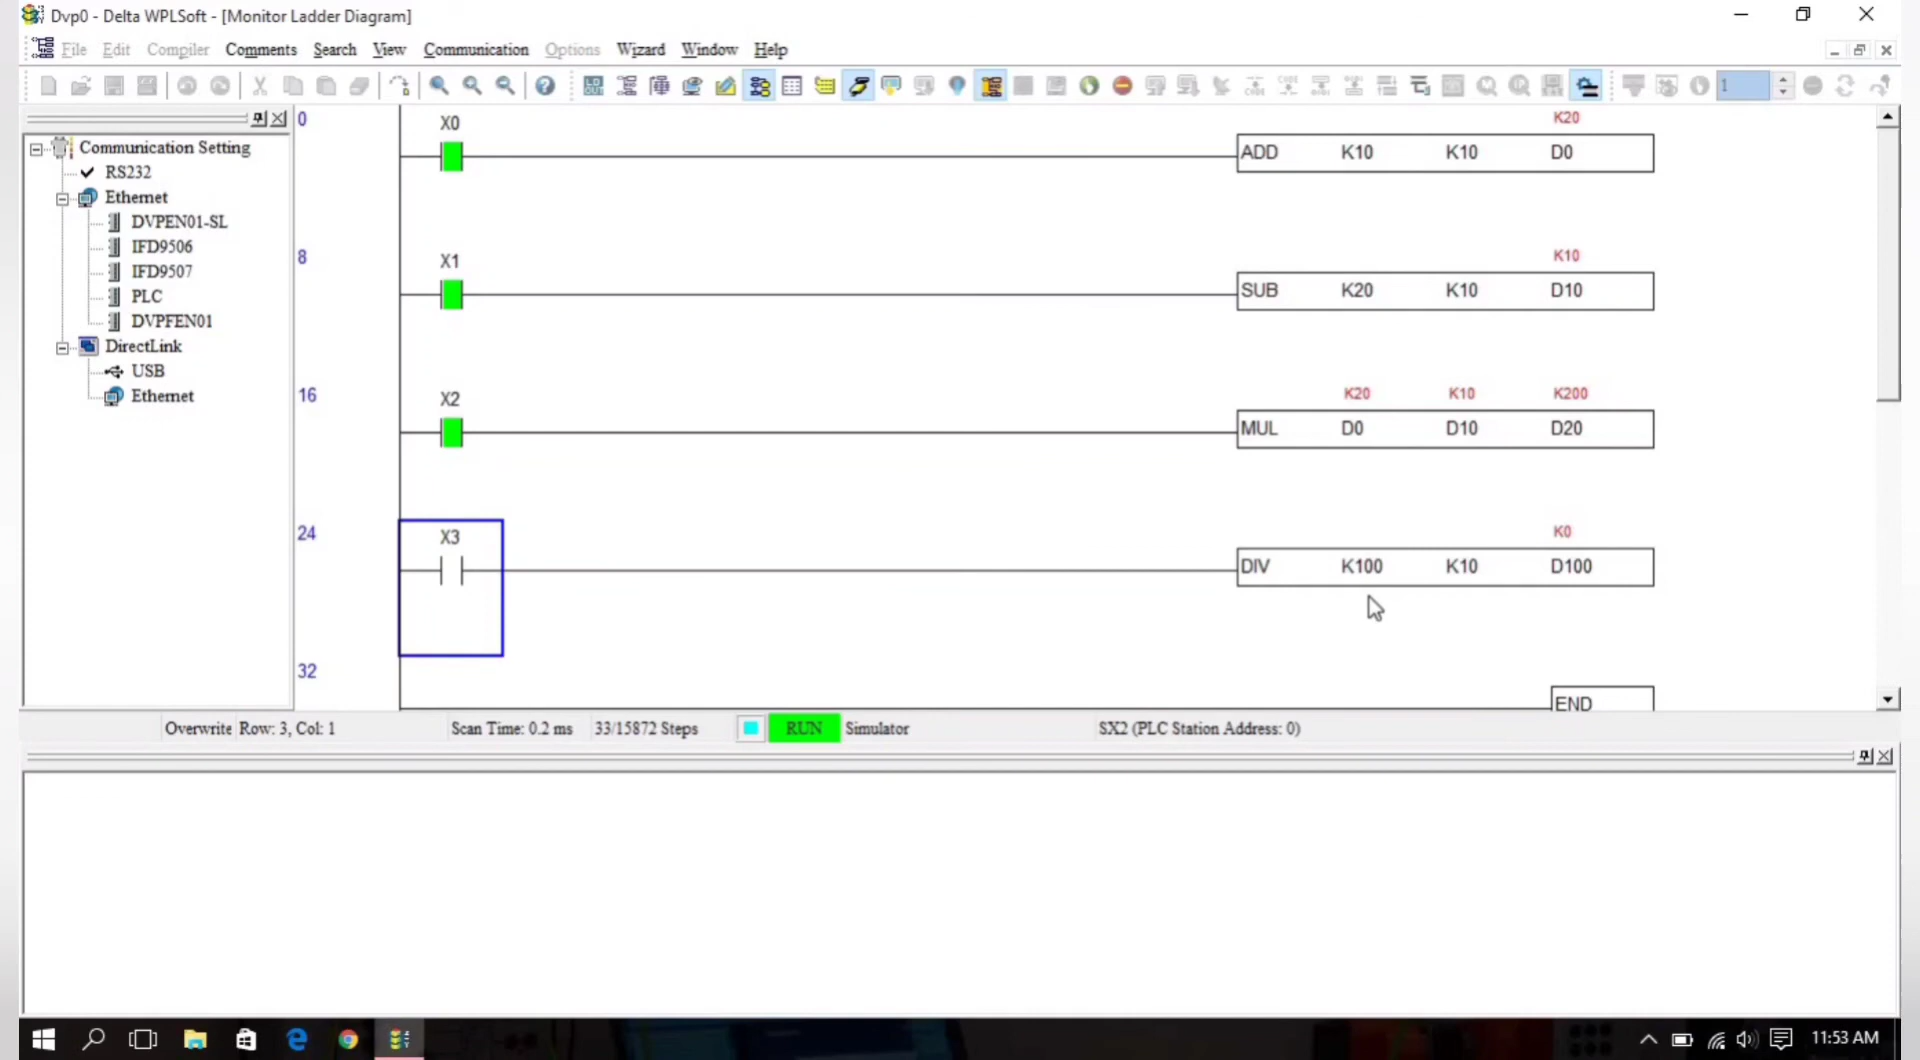 Dvp0 - Delta WPLSoft - [Monitor Ladder Diagram]
File Edit Compiler Comments Search View Communication Options Wizard Window Help
1
Communication Setting
RS232
Ethernet
DVPEN01-SL
IFD9506
IFD9507
PLC
DVPFEN01
DirectLink
USB
Ethernet
0
X0
K20
ADD K10 K10 D0
8
X1
K10
SUB K20 K10 D10
16
X2
K20 K10 K200
MUL D0 D10 D20
24
X3
K0
DIV K100 K10 D100
32
END
Overwrite Row: 3, Col: 1 Scan Time: 0.2 ms 33/15872 Steps RUN Simulator SX2 (PLC Station Address: 0)
11:53 AM